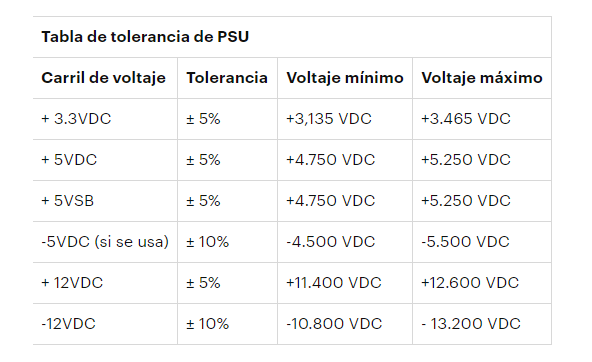 Tabla de tolerancia de PSU
Carril de voltaje Tolerancia Voltaje mínimo Voltaje máximo
+ 3.3VDC ± 5% +3,135 VDC +3.465 VDC
+ 5VDC ± 5% +4.750 VDC +5.250 VDC
+ 5VSB ± 5% +4.750 VDC +5.250 VDC
-5VDC (si se usa) ± 10% -4.500 VDC -5.500 VDC
+ 12VDC ± 5% +11.400 VDC +12.600 VDC
-12VDC ± 10% -10.800 VDC - 13.200 VDC